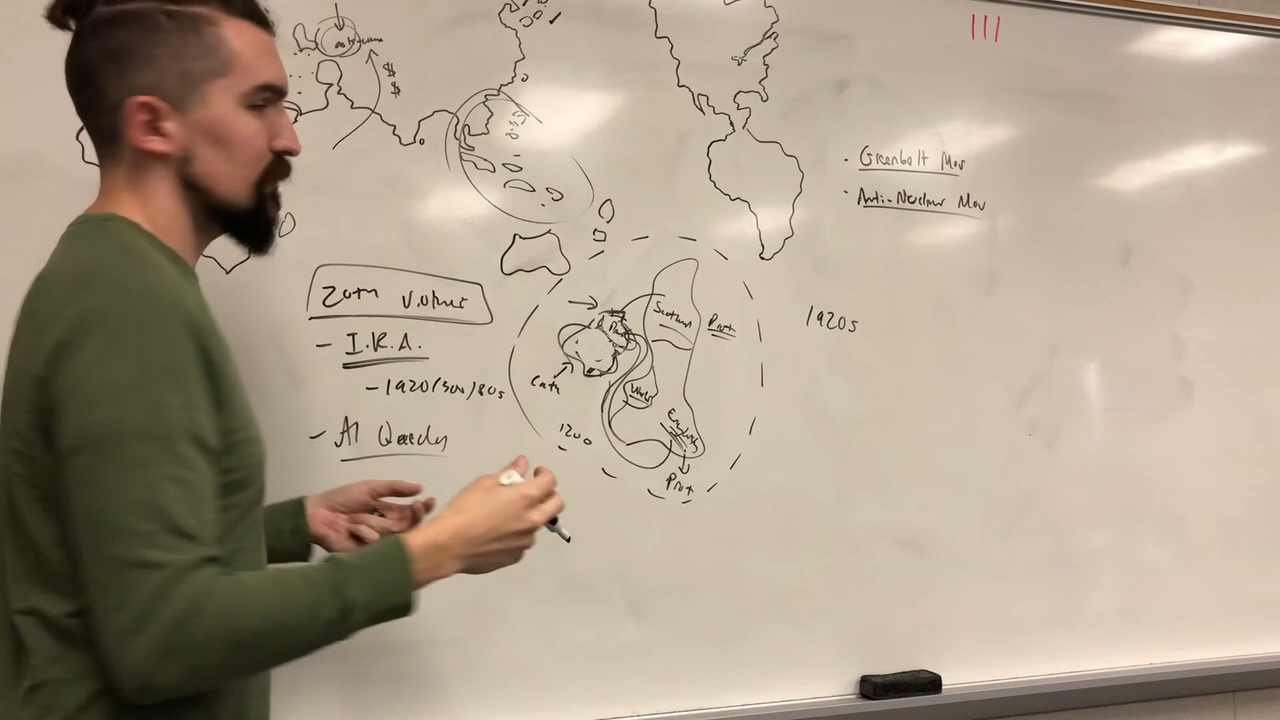 $$
III
- Greenbelt Mov
- Anti-Nuclear Mov
20th
- I.R.A.
- 1920/30s/80s
- Al Qaeda
Scotland
Prot
Cath
Wales
England
1200
Prot
1920s